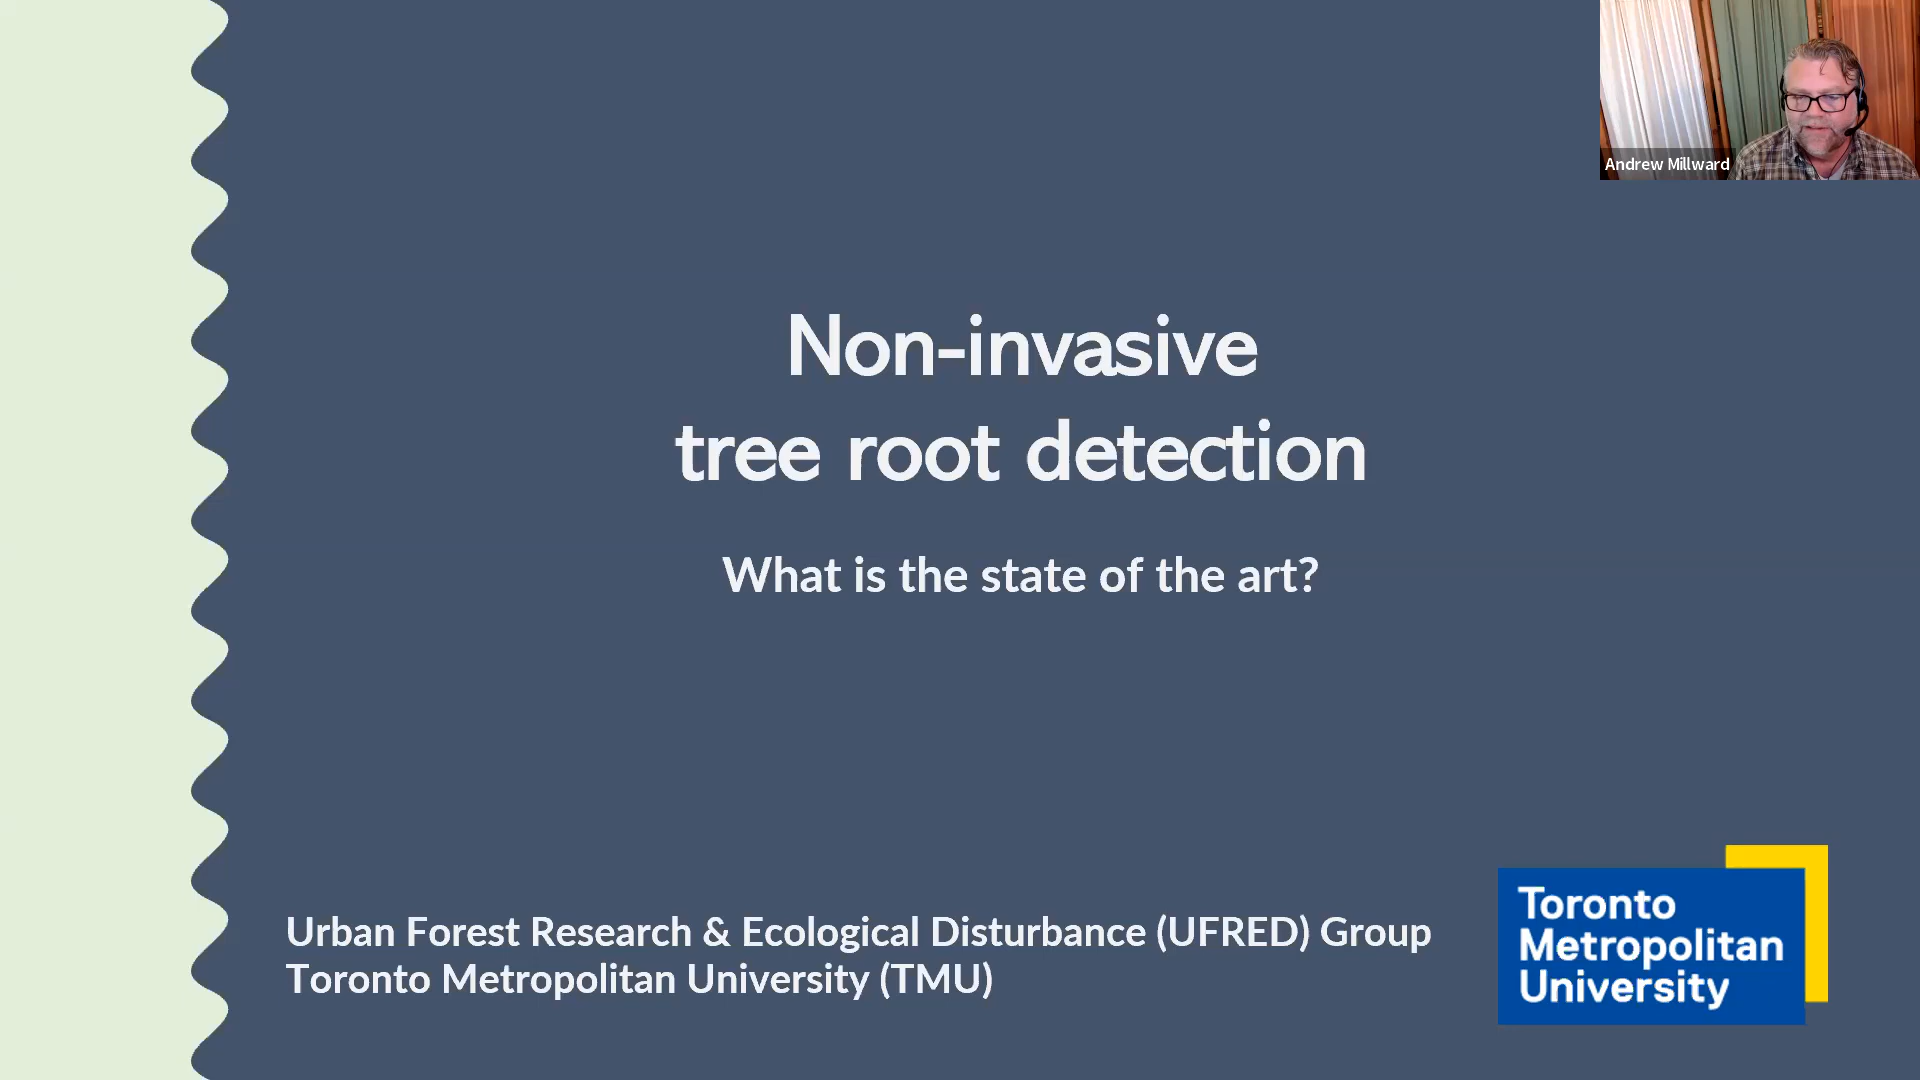 Andrew Millward
Non-invasive
tree root detection
What is the state of the art?
Urban Forest Research & Ecological Disturbance (UFRED) Group
Toronto Metropolitan University (TMU)
Toronto
Metropolitan
University